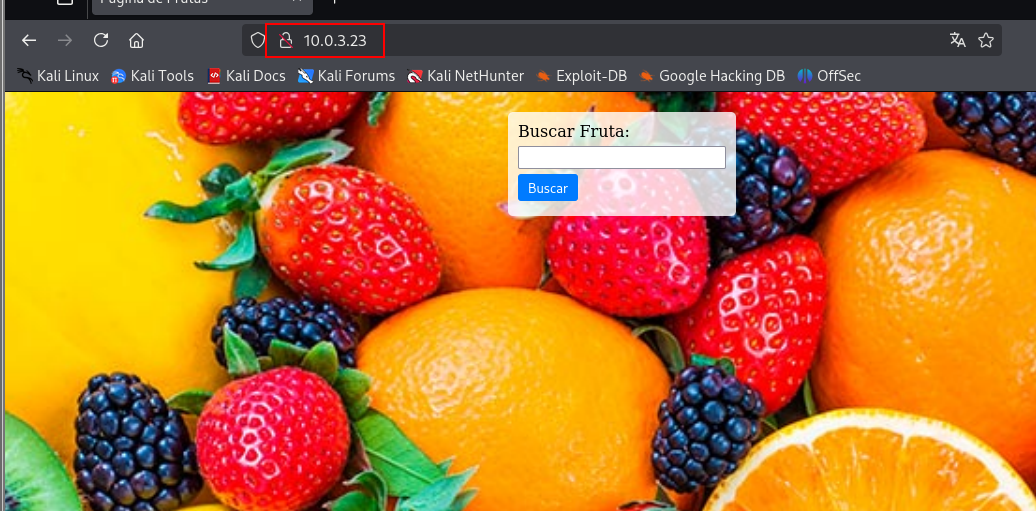 Página de Frutas
10.0.3.23
Kali Linux Kali Tools Kali Docs Kali Forums Kali NetHunter Exploit-DB Google Hacking DB OffSec
Buscar Fruta:
Buscar